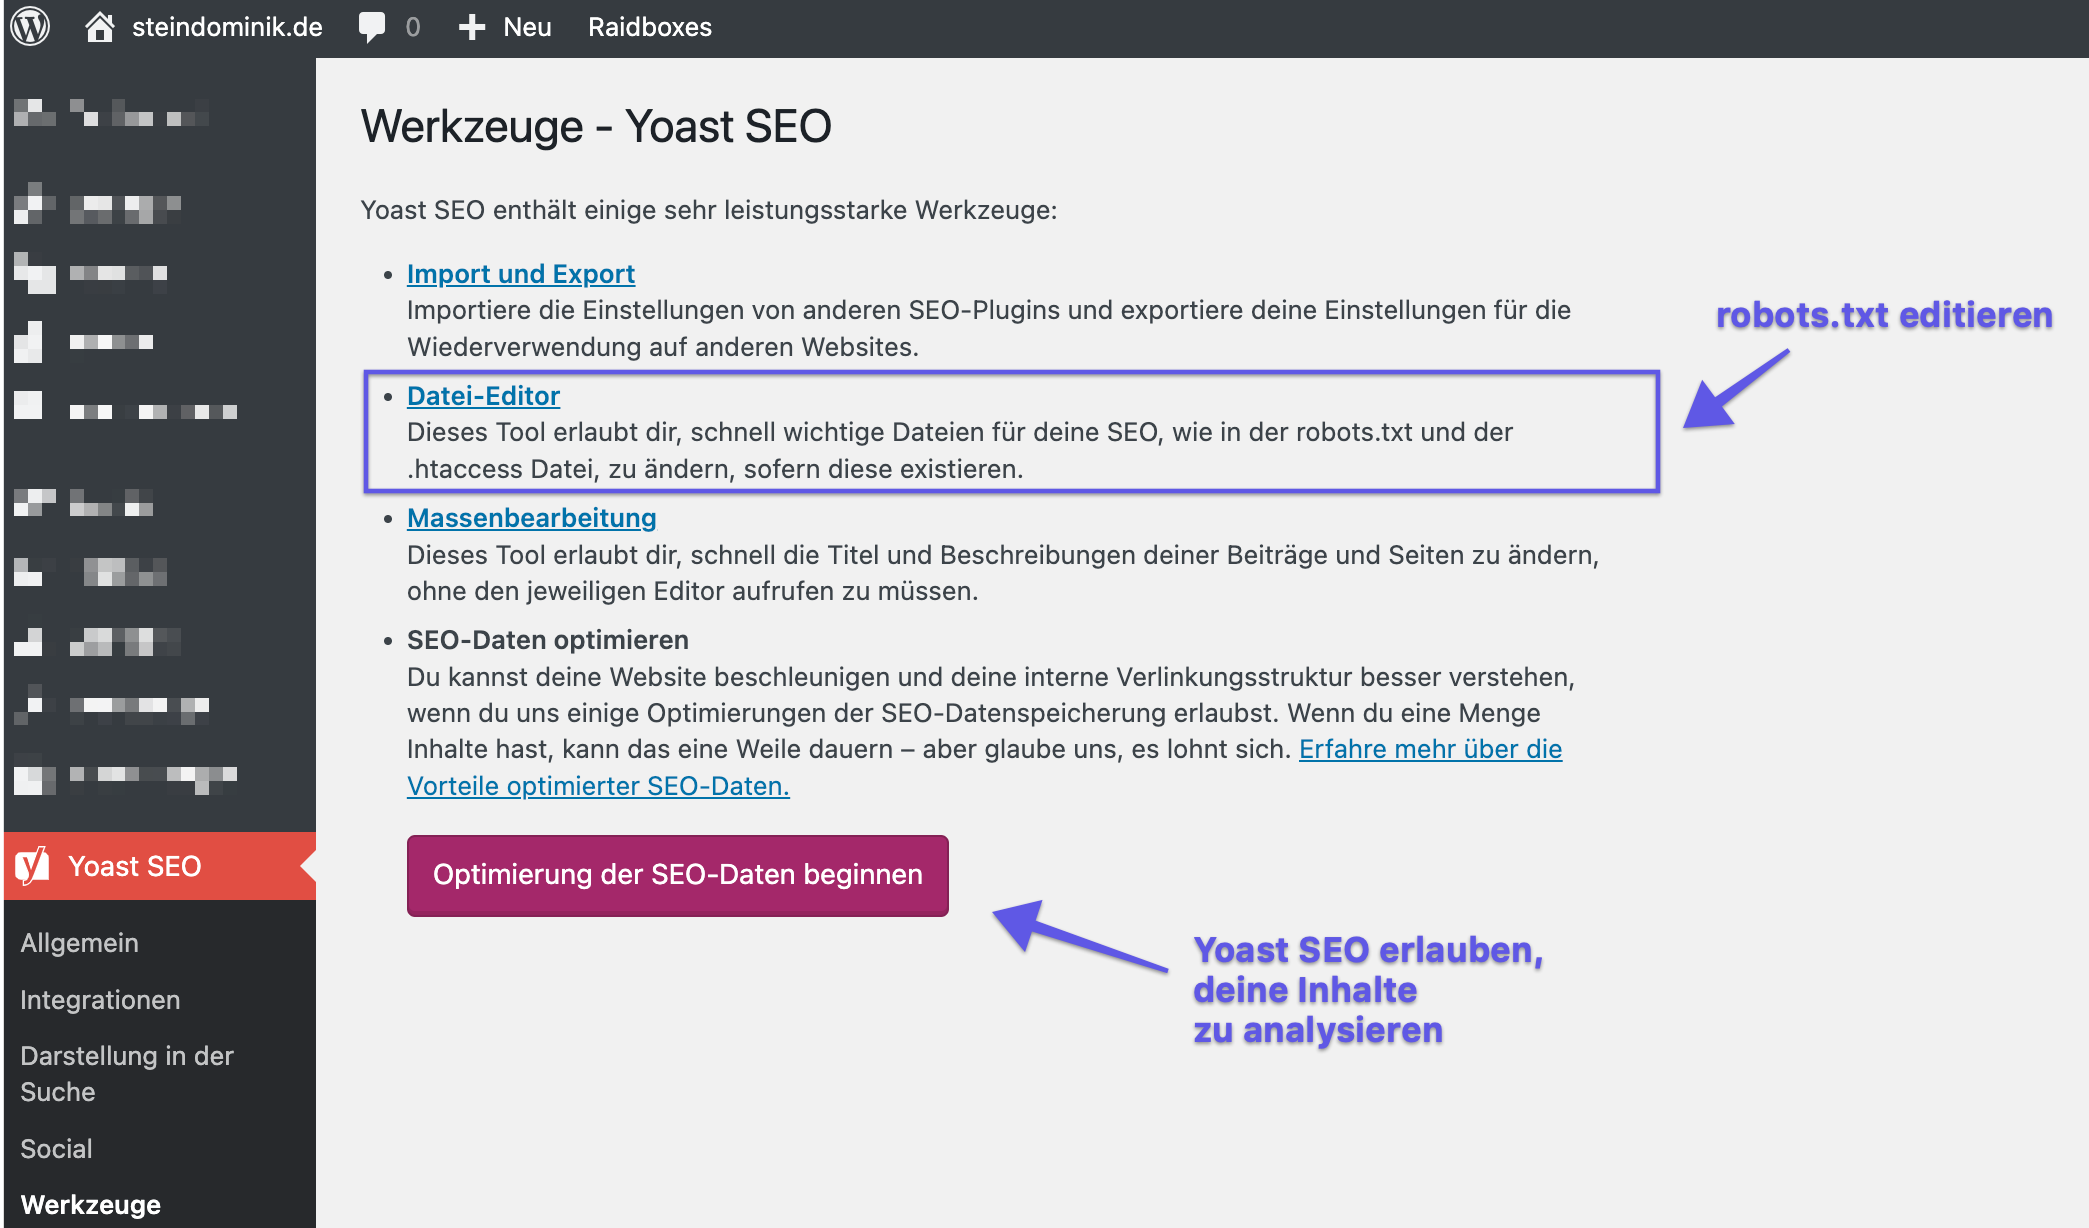 steindominik.de 0 Neu Raidboxes
Werkzeuge - Yoast SEO
Yoast SEO enthält einige sehr leistungsstarke Werkzeuge:
Import und Export
Importiere die Einstellungen von anderen SEO-Plugins und exportiere deine Einstellungen für die
Wiederverwendung auf anderen Websites.
robots.txt editieren
Datei-Editor
Dieses Tool erlaubt dir, schnell wichtige Dateien für deine SEO, wie in der robots.txt und der
.htaccess Datei, zu ändern, sofern diese existieren.
Massenbearbeitung
Dieses Tool erlaubt dir, schnell die Titel und Beschreibungen deiner Beiträge und Seiten zu ändern,
ohne den jeweiligen Editor aufrufen zu müssen.
SEO-Daten optimieren
Du kannst deine Website beschleunigen und deine interne Verlinkungsstruktur besser verstehen,
wenn du uns einige Optimierungen der SEO-Datenspeicherung erlaubst. Wenn du eine Menge
Inhalte hast, kann das eine Weile dauern – aber glaube uns, es lohnt sich. Erfahre mehr über die
Vorteile optimierter SEO-Daten.
Optimierung der SEO-Daten beginnen
Yoast SEO erlauben,
deine Inhalte
zu analysieren
Yoast SEO
Allgemein
Integrationen
Darstellung in der
Suche
Social
Werkzeuge